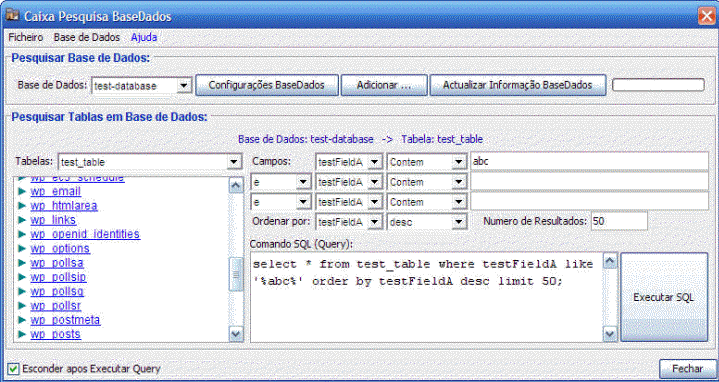 Caixa Pesquisa BaseDados
Ficheiro Base de Dados Ajuda
Pesquisar Base de Dados:
Base de Dados: test-database Configurações BaseDados Adicionar ... Actualizar Informação BaseDados
Pesquisar Tablas em Base de Dados:
Base de Dados: test-database -> Tabela: test_table
Tabelas: test_table Campos: testFieldA Contem abc
e testFieldA Contem
e testFieldA Contem
Ordenar por: testFieldA desc Numero de Resultados: 50
wp_ec3_schedule
wp_email
wp_htmlarea
wp_links
wp_openid_identities
wp_options
wp_pollsa
wp_pollsip
wp_pollsq
wp_pollsr
wp_postmeta
wp_posts
Comando SQL (Query):
select * from test_table where testFieldA like
'%abc%' order by testFieldA desc limit 50;
Executar SQL
Esconder apos Executar Query
Fechar